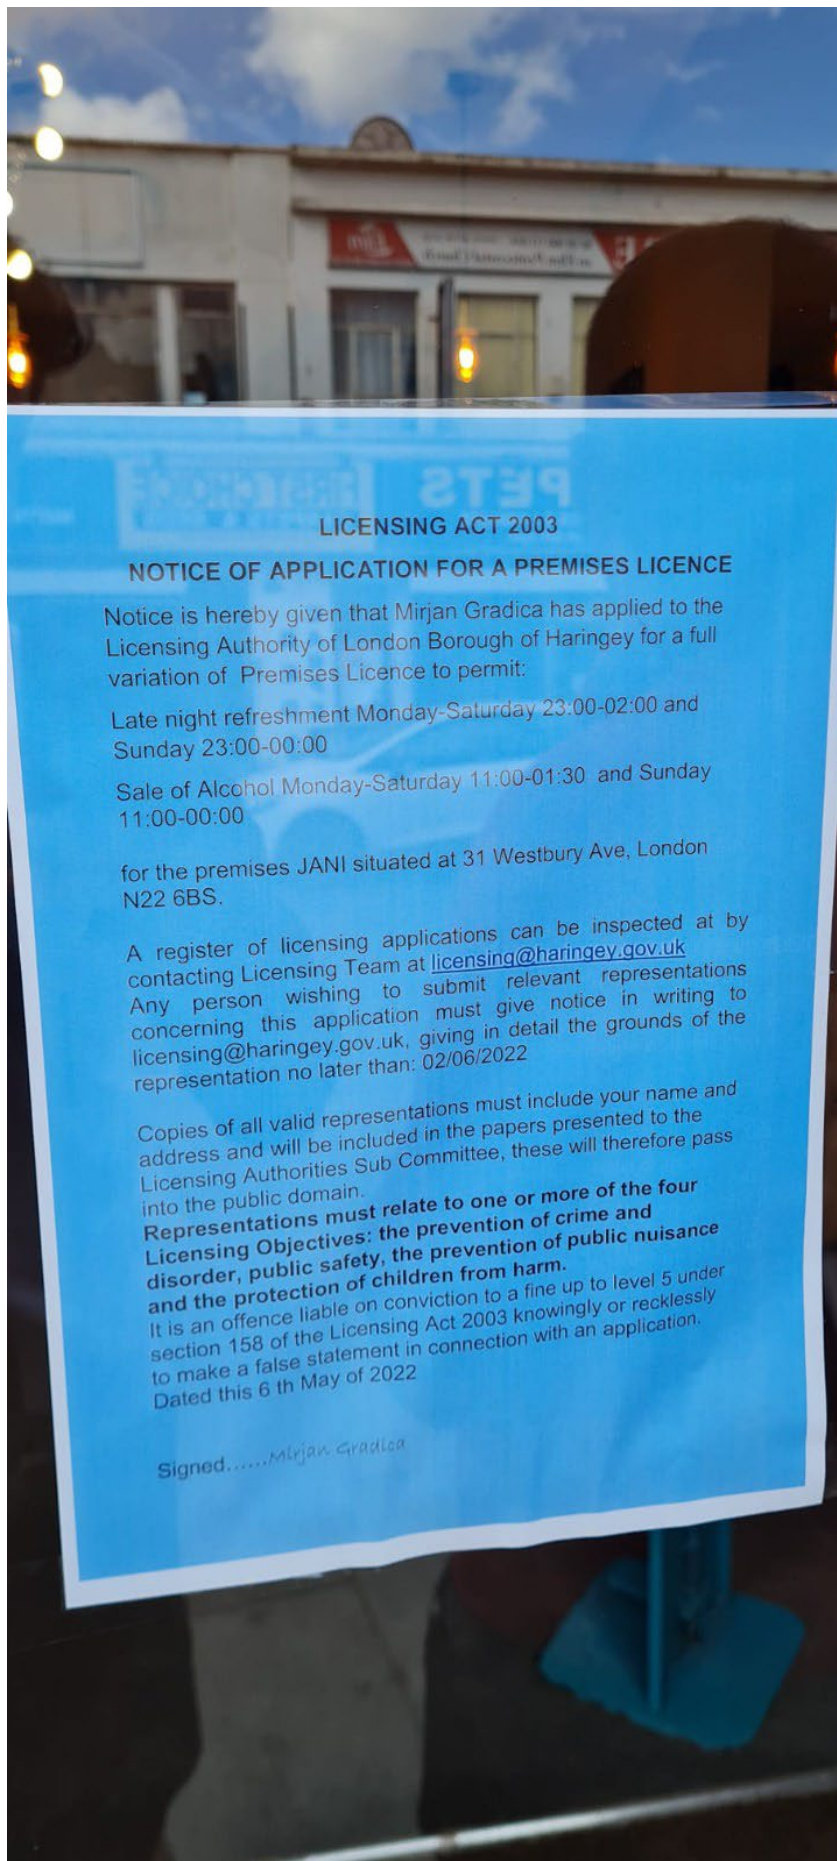 PETS
LICENSING ACT 2003
NOTICE OF APPLICATION FOR A PREMISES LICENCE
Notice is hereby given that Mirjan Gradica has applied to the
Licensing Authority of London Borough of Haringey for a full
variation of Premises Licence to permit:
Late night refreshment Monday-Saturday 23:00-02:00 and
Sunday 23:00-00:00
Sale of Alcohol Monday-Saturday 11:00-01:30 and Sunday
11:00-00:00
for the premises JANI situated at 31 Westbury Ave, London
N22 6BS.
A register of licensing applications can be inspected at by
contacting Licensing Team at licensing@haringey.gov.uk
Any person wishing to submit relevant representations
concerning this application must give notice in writing to
licensing@haringey.gov.uk, giving in detail the grounds of the
representation no later than: 02/06/2022
Copies of all valid representations must include your name and
address and will be included in the papers presented to the
Licensing Authorities Sub Committee, these will therefore pass
into the public domain.
Representations must relate to one or more of the four
Licensing Objectives: the prevention of crime and
disorder, public safety, the prevention of public nuisance
and the protection of children from harm.
It is an offence liable on conviction to a fine up to level 5 under
section 158 of the Licensing Act 2003 knowingly or recklessly
to make a false statement in connection with an application.
Dated this 6 th May of 2022
Signed......Mirjan Gradica